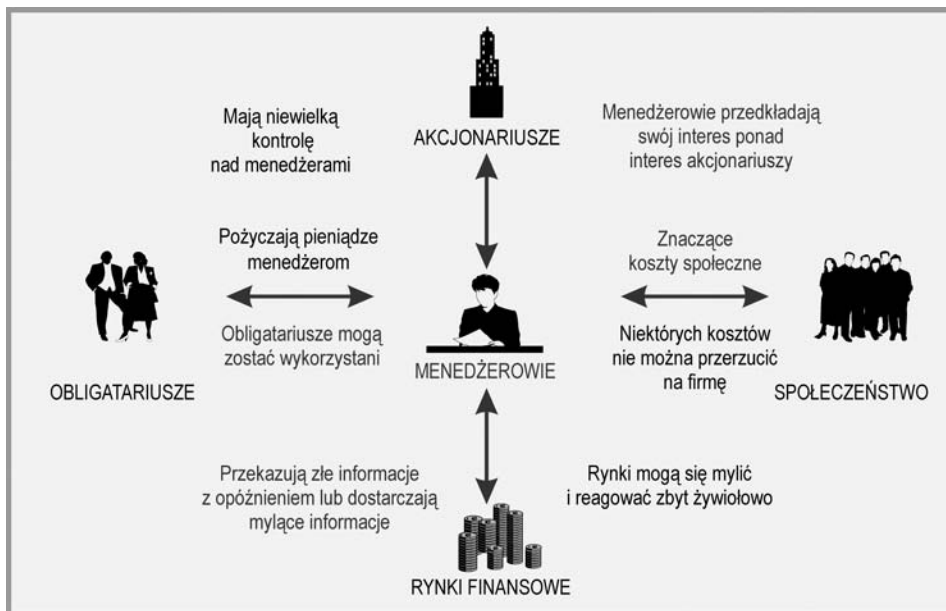 Mają niewielką
kontrolę
nad menedżerami
AKCJONARIUSZE
Menedżerowie przedkładają
swój interes ponad
interes akcjonariuszy
Pożyczają pieniądze
menedżerom
Znaczące
koszty społeczne
Obligatariusze mogą
zostać wykorzystani
Niektórych kosztów
nie można przerzucić
na firmę
OBLIGATARIUSZE
MENEDŻEROWIE
SPOŁECZEŃSTWO
Przekazują złe informacje
z opóźnieniem lub dostarczają
mylące informacje
Rynki mogą się mylić
i reagować zbyt żywiołowo
RYNKI FINANSOWE